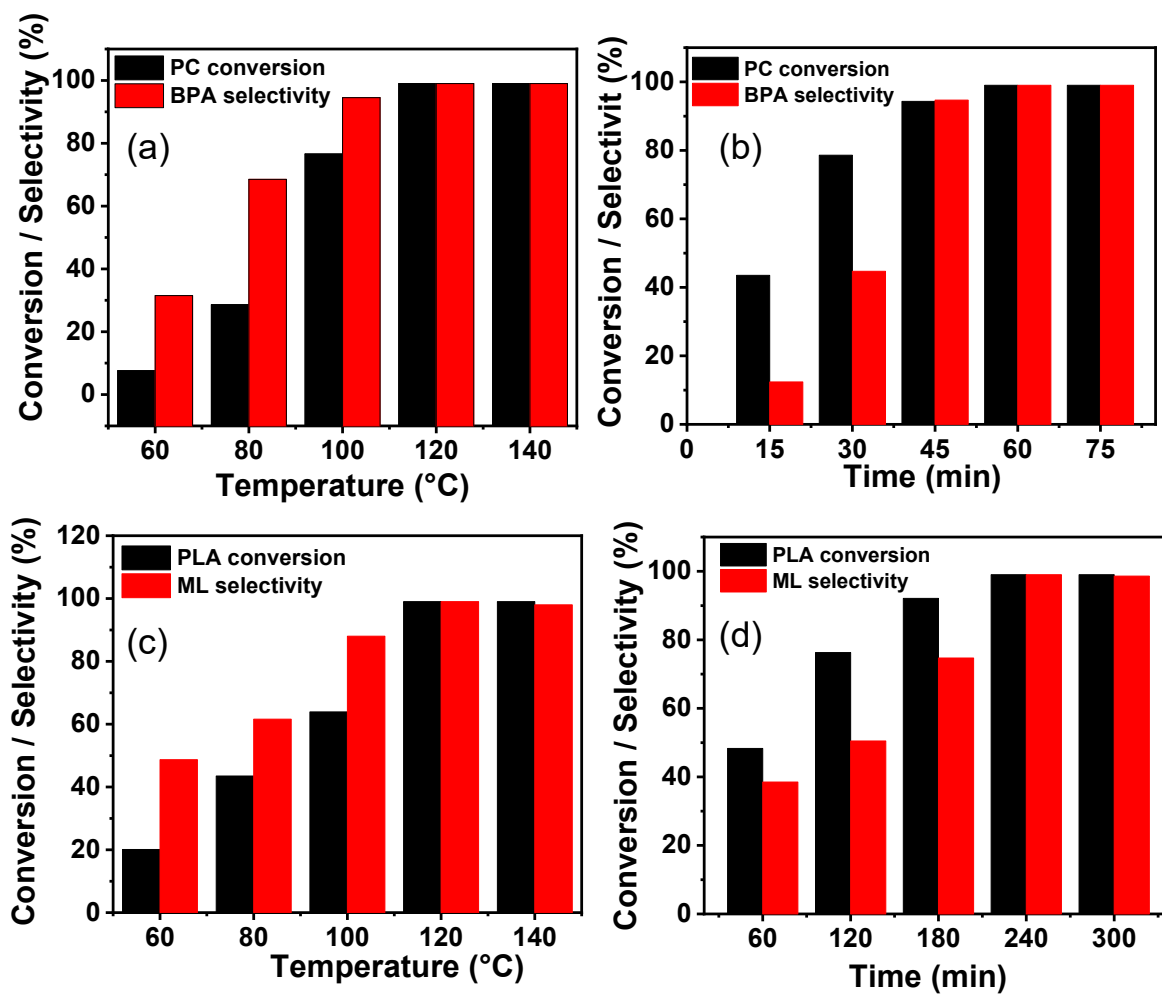 Conversion / Selectivity (%)
PC conversion
BPA selectivity
(a)
100
80
60
40
20
0
60 80 100 120 140
Temperature (°C)
Conversion / Selectivit (%)
PC conversion
BPA selectivity
(b)
100
80
60
40
20
0
0 15 30 45 60 75
Time (min)
Conversion / Selectivity (%)
PLA conversion
ML selectivity
(c)
120
100
80
60
40
20
0
60 80 100 120 140
Temperature (°C)
Conversion / Selectivity (%)
PLA conversion
ML selectivity
(d)
100
80
60
40
20
0
60 120 180 240 300
Time (min)